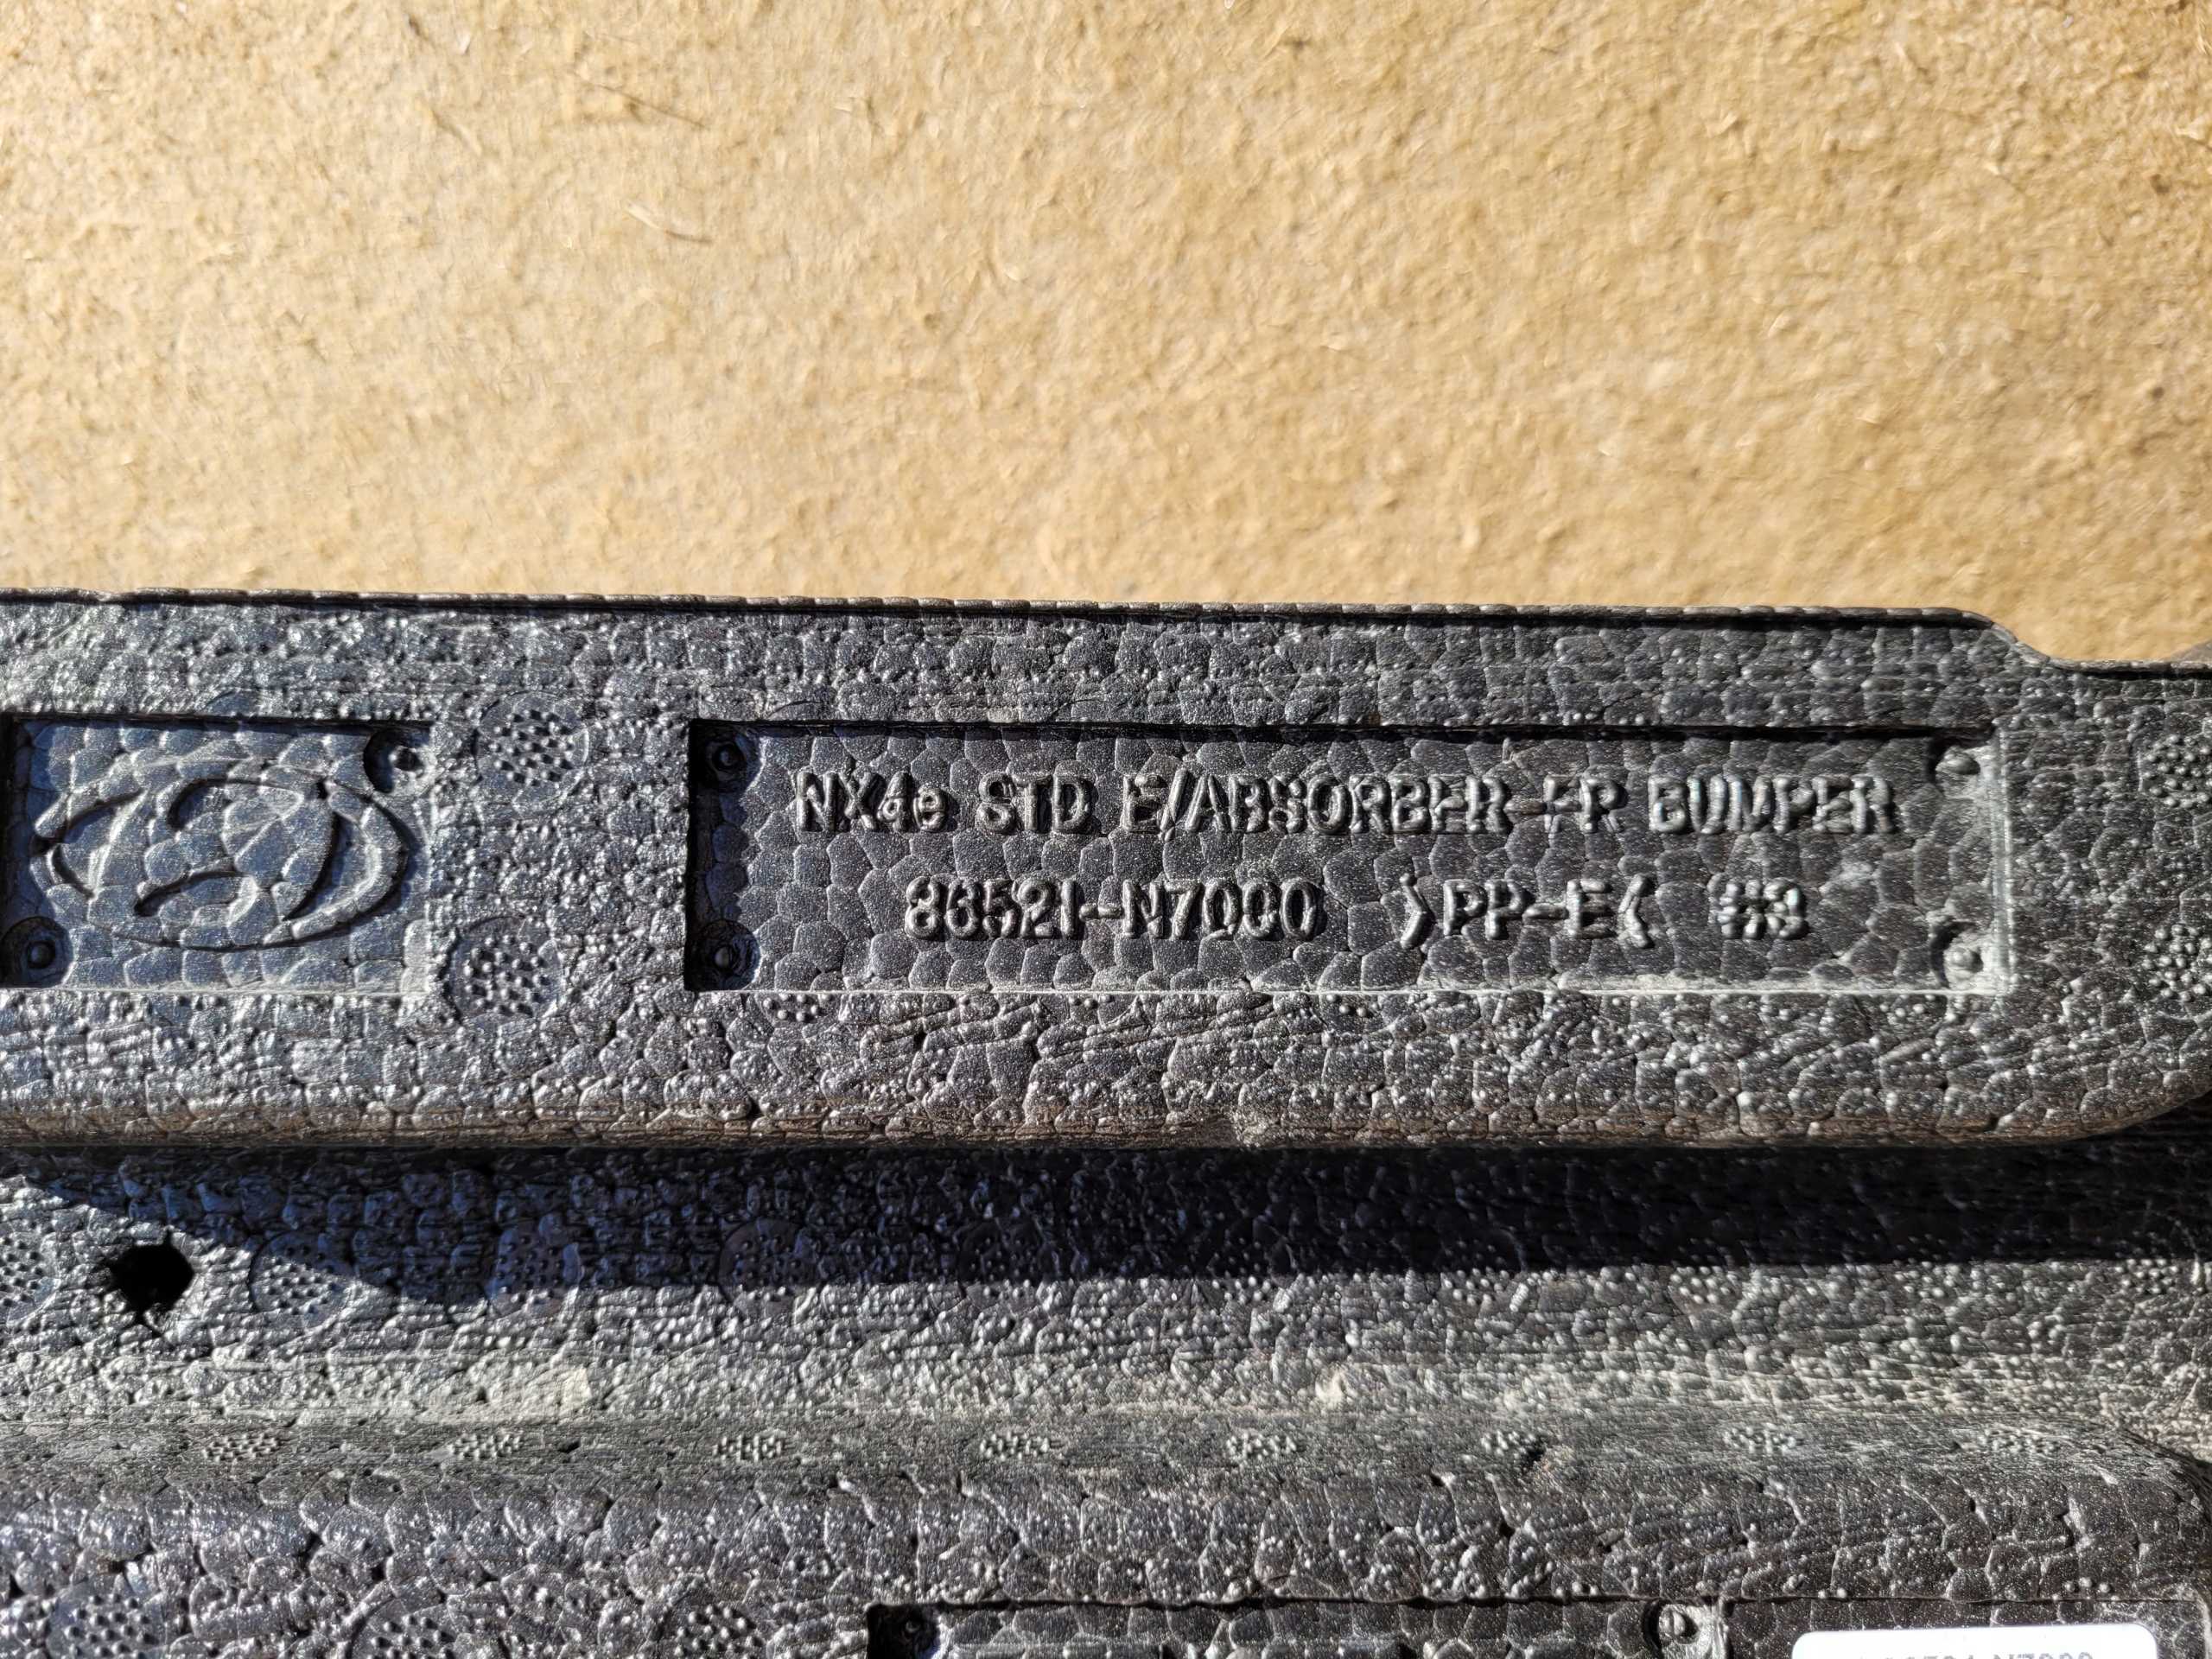 NX4e STD E/ABSORBER-FR BUMPER
86521-N7000 >PP-E< #3